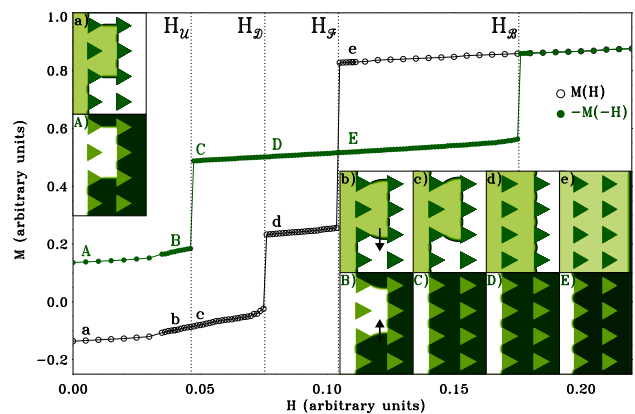 H𝒰 H𝒟 Hℱ Hℬ
a)
A)
1.0
0.8
0.6
0.4
0.2
0.0
−0.2
M (arbitrary units)
e
M(H)
−M(−H)
C D E
A B
d
a b c
b) c) d) e)
B) C) D) E)
0.00 0.05 0.10 0.15 0.20
H (arbitrary units)